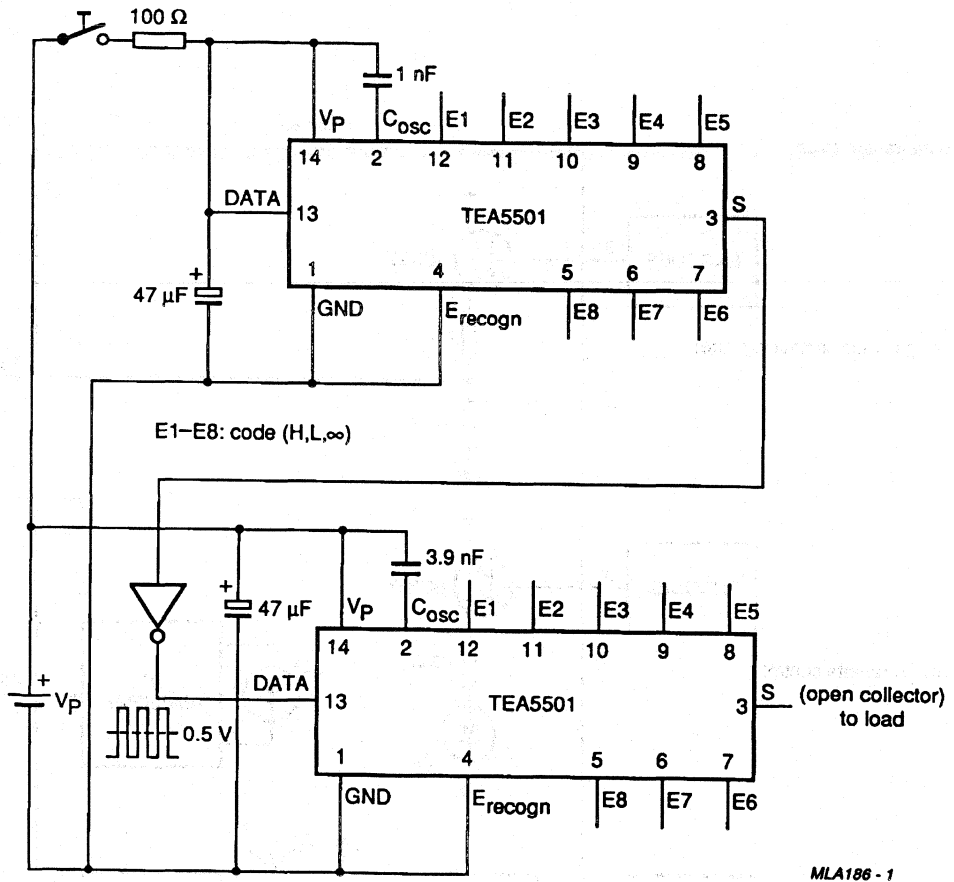 100 Ω
1 nF
VP
Cosc
E1
E2
E3
E4
E5
14
2
12
11
10
9
8
DATA
13
TEA5501
3
S
+
47 µF
1
4
5
6
7
GND
Erecogn
E8
E7
E6
E1–E8: code (H,L,∞)
3.9 nF
+
47 µF
VP
Cosc
E1
E2
E3
E4
E5
14
2
12
11
10
9
8
+
VP
DATA
13
TEA5501
3
S
(open collector)
to load
0.5 V
1
4
5
6
7
GND
Erecogn
E8
E7
E6
MLA186 - 1